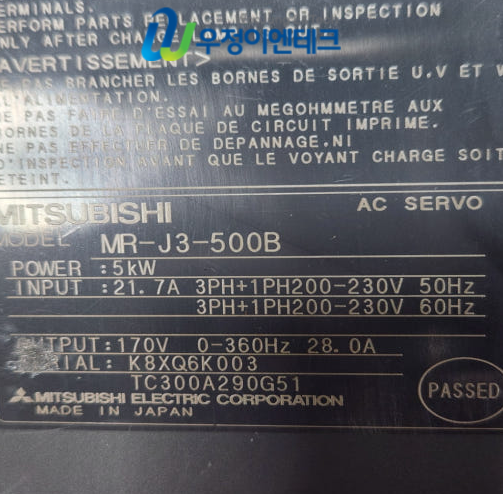 TERMINALS.
PERFORM PARTS REPLACEMENT OR INSPECTION
ONLY AFTER CHARGE LAMP GOES OUT.
우정이엔테크
<AVERTISSEMENT>
NE PAS BRANCHER LES BORNES DE SORTIE U.V ET W
L'ALIMENTATION.
NE PAS FAIRE D'ESSAI AU MEGOHMMETRE AUX
BORNES DE LA PLAQUE DE CIRCUIT IMPRIME.
NE PAS EFFECTUER DE DEPANNAGE.NI
D'INSPECTION AVANT QUE LE VOYANT CHARGE SOIT
ETEINT.
MITSUBISHI AC SERVO
MODEL MR-J3-500B
POWER :5kW
INPUT :21.7A 3PH+1PH200-230V 50Hz
3PH+1PH200-230V 60Hz
OUTPUT:170V 0-360Hz 28.0A
SERIAL: K8XQ6K003
TC300A290G51
MITSUBISHI ELECTRIC CORPORATION
MADE IN JAPAN
PASSED